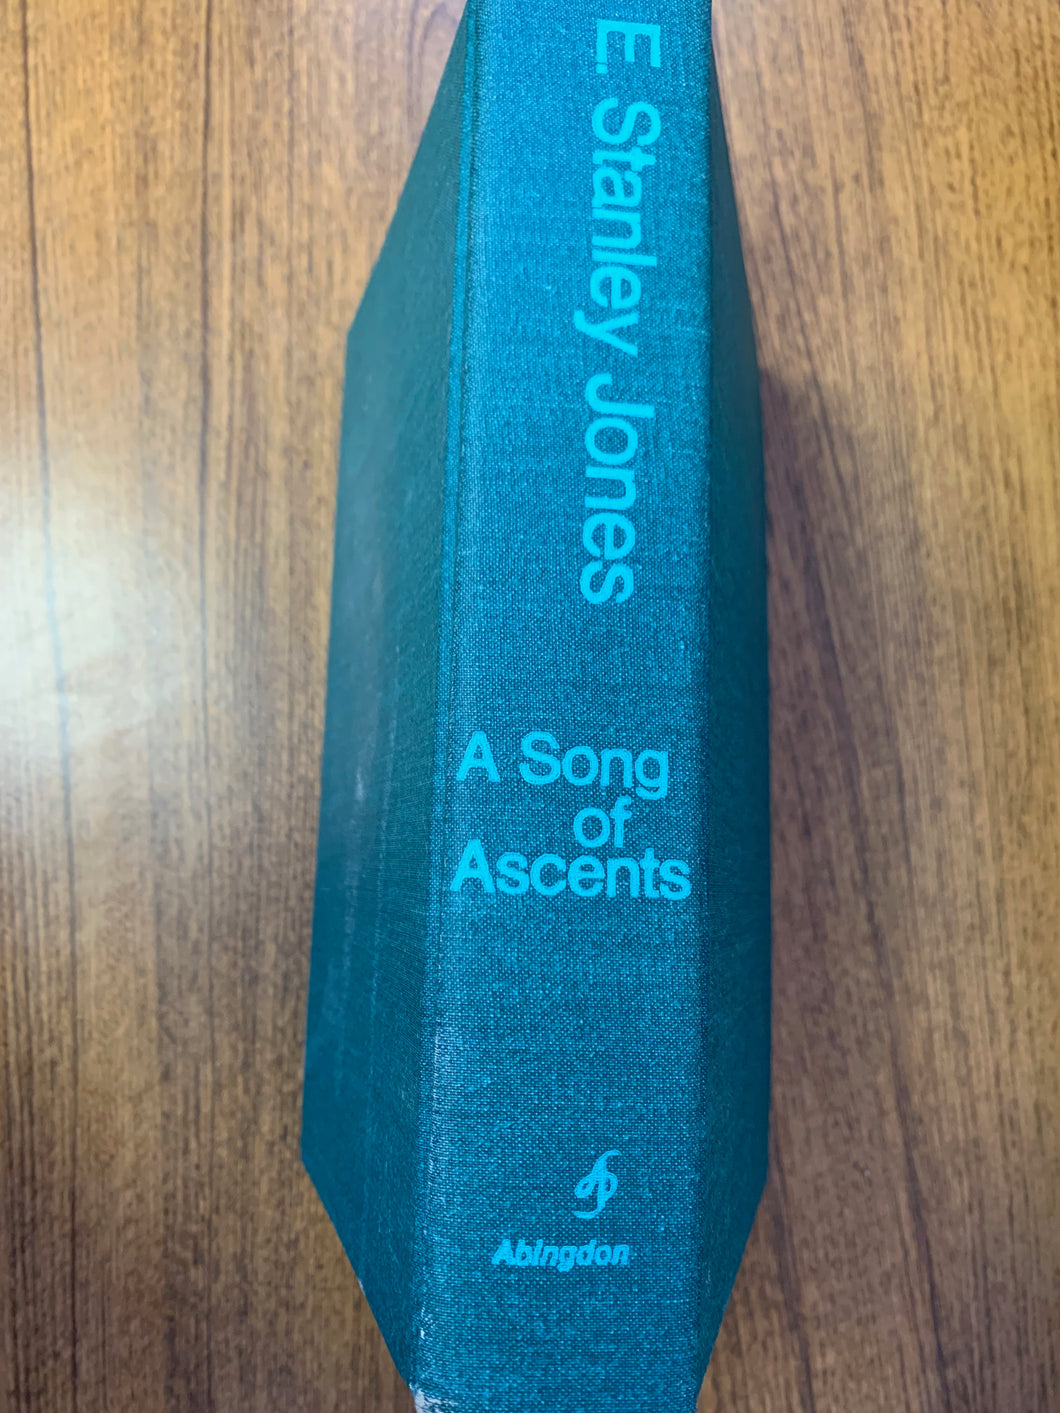 E. Stanley Jones
A Song
of
Ascents
Abingdon